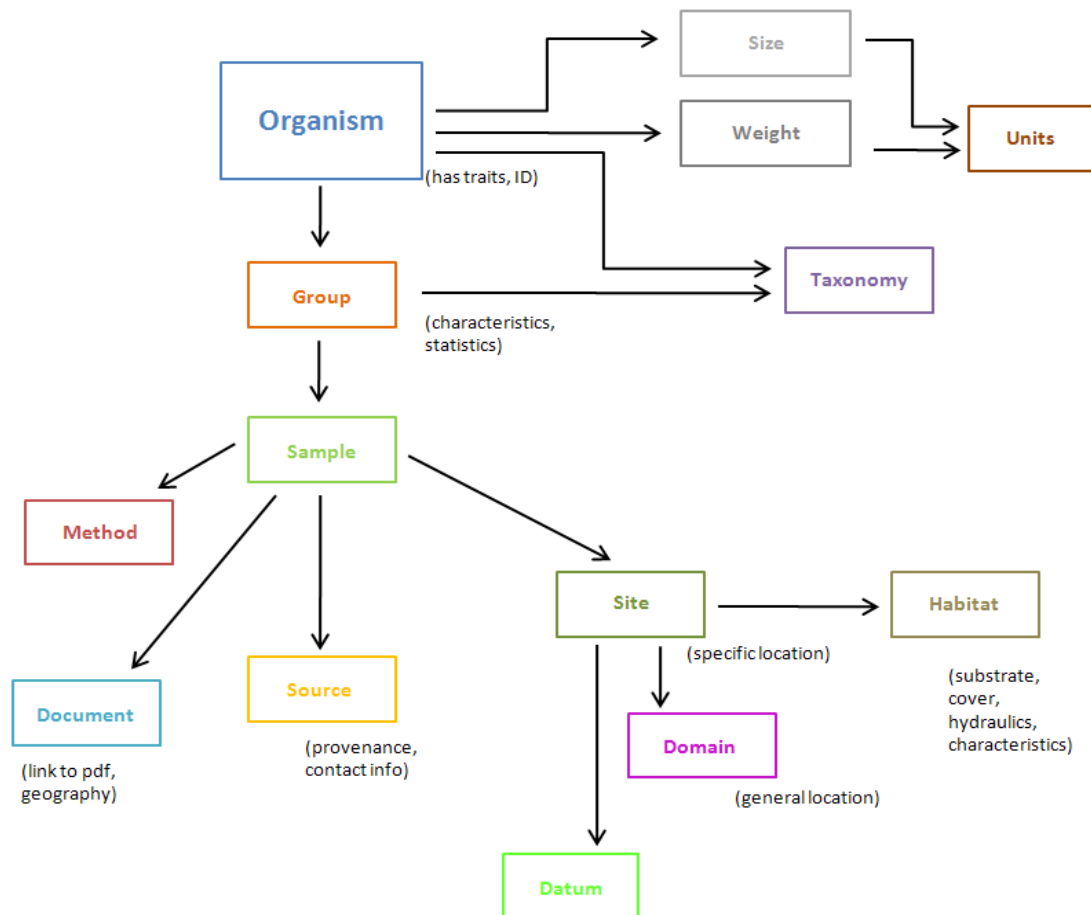 Size
Organism
Weight
Units
(has traits, ID)
Group
Taxonomy
(characteristics,
statistics)
Sample
Method
Site
Habitat
(specific location)
Document
Source
(substrate,
cover,
hydraulics,
characteristics)
Domain
(provenance,
contact info)
(link to pdf,
geography)
(general location)
Datum